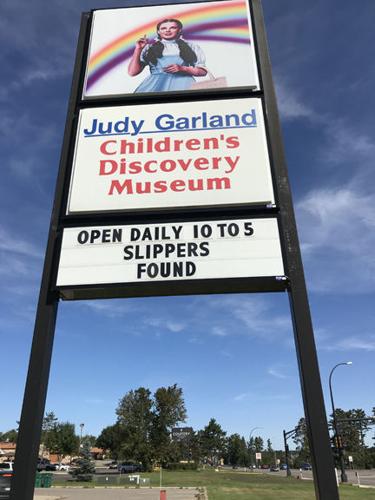 Judy Garland
Children's
Discovery
Museum
OPEN DAILY 10 TO 5
SLIPPERS
FOUND